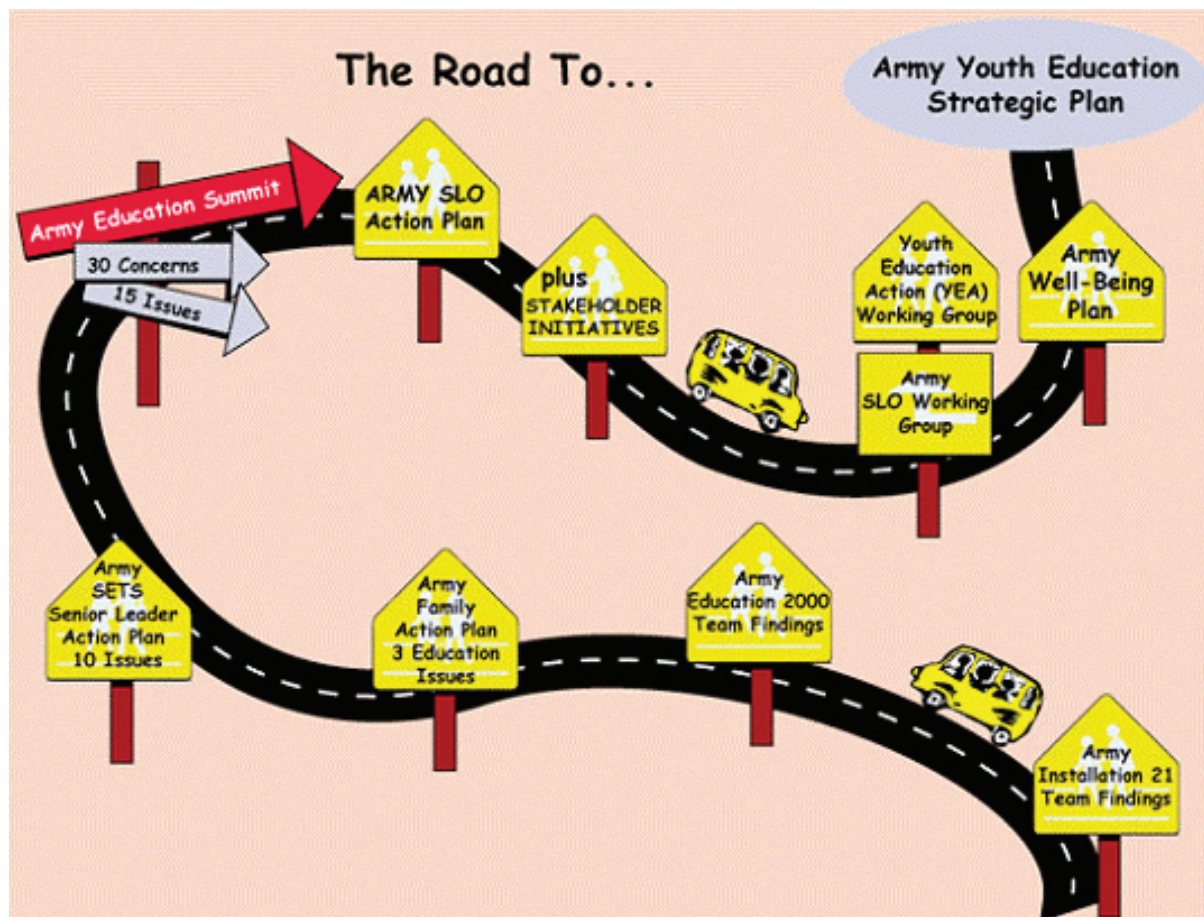 The Road To...
Army Youth Education
Strategic Plan
Army Education Summit
30 Concerns
15 Issues
ARMY SLO
Action Plan
plus
STAKEHOLDER
INITIATIVES
Youth
Education
Action (YEA)
Working Group
Army
SLO Working
Group
Army
Well-Being
Plan
Army
SETS
Senior Leader
Action Plan
10 Issues
Army
Family
Action Plan
3 Education
Issues
Army
Education 2000
Team Findings
Army
Installation 21
Team Findings